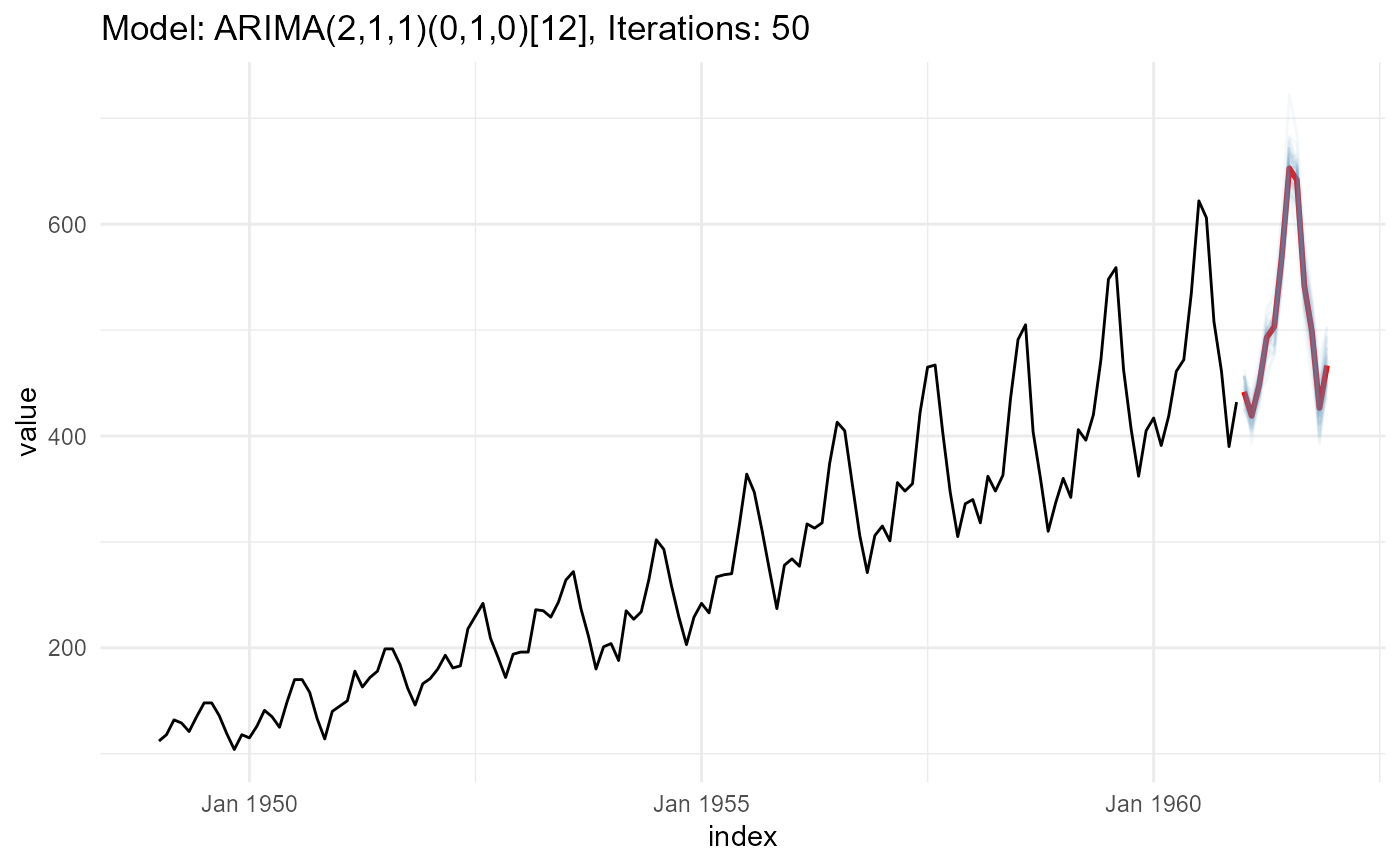 Model: ARIMA(2,1,1)(0,1,0)[12], Iterations: 50
600
400
200
value
Jan 1950
Jan 1955
Jan 1960
index